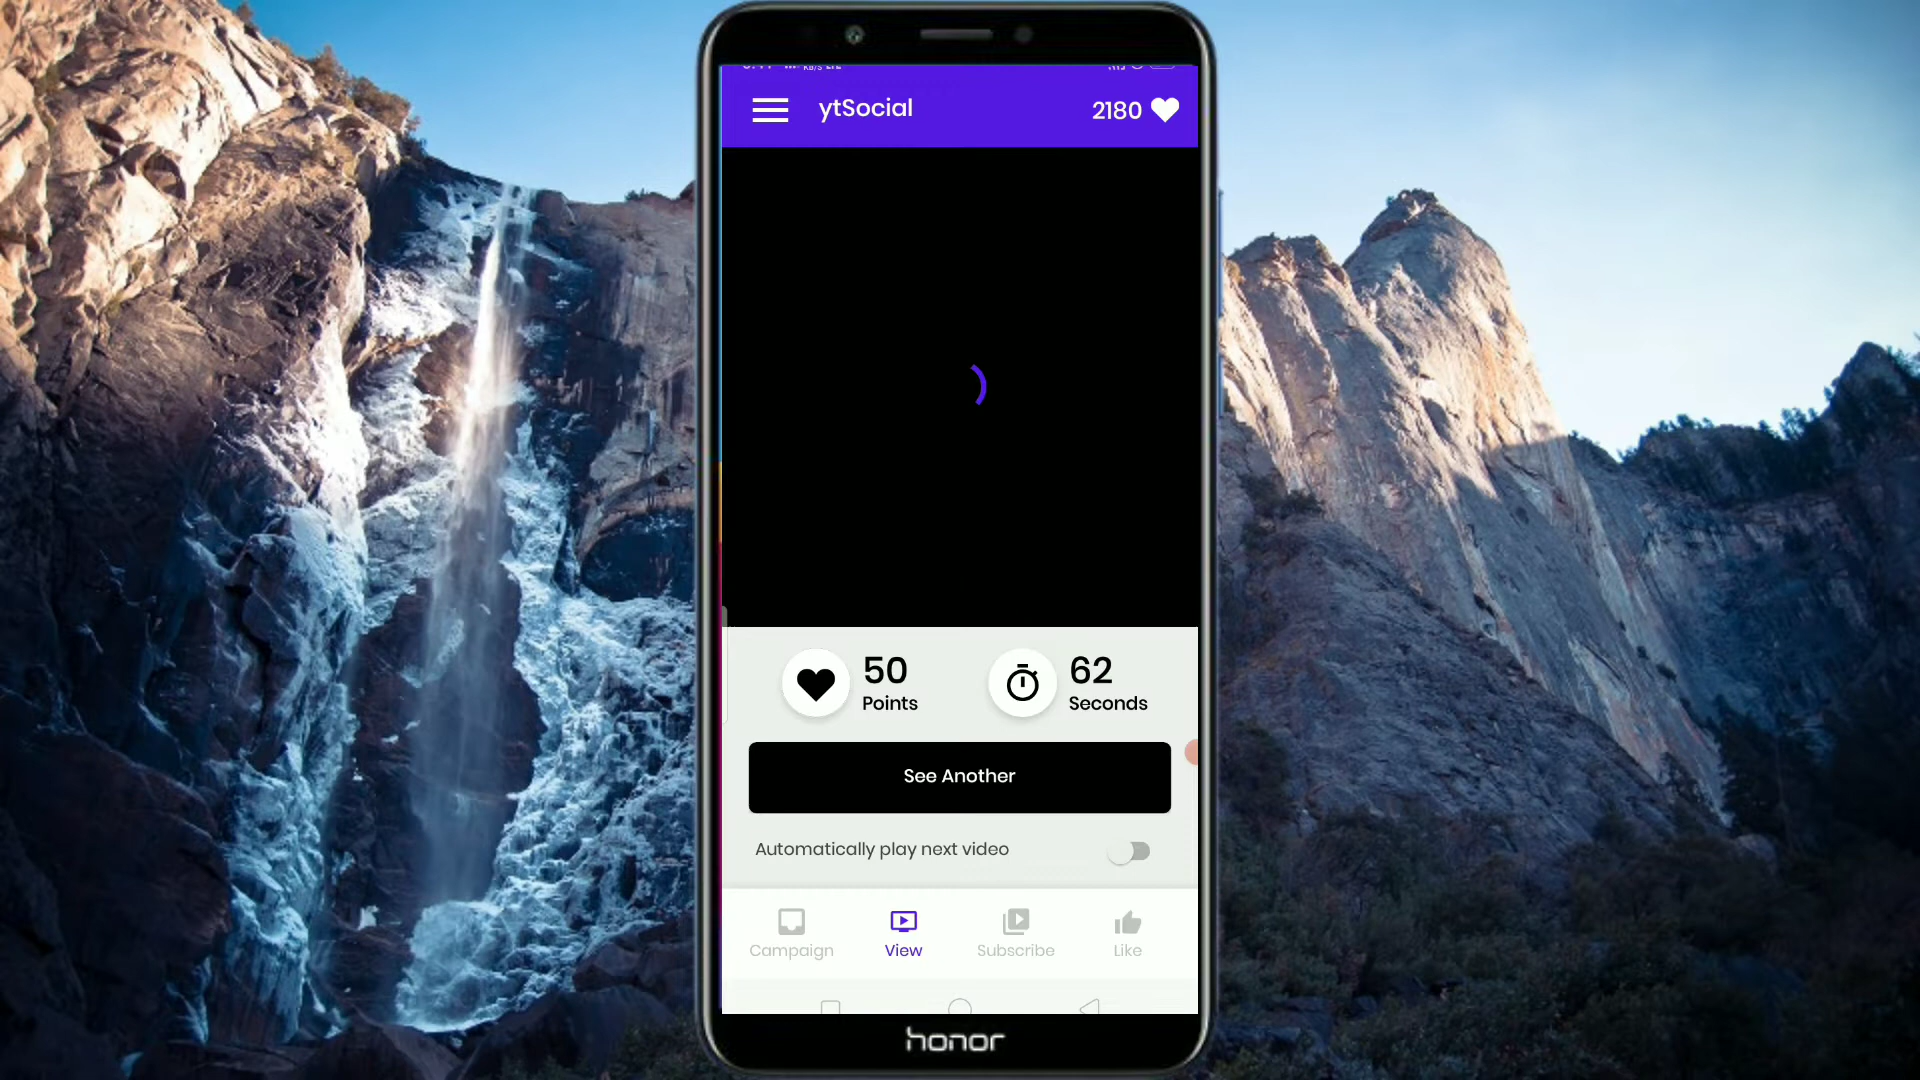 ytSocial
2180
50
Points
62
Seconds
See Another
Automatically play next video
Campaign
View
Subscribe
Like
honor